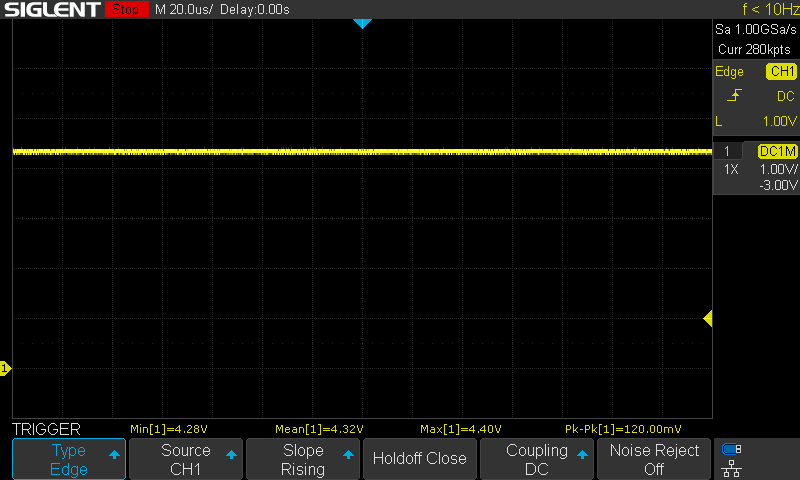 SIGLENT Stop M 20.0us/ Delay:0.00s f < 10Hz
Sa 1.00GSa/s
Curr 280kpts
Edge CH1
DC
L 1.00V
1 DC1M
1X 1.00V/
-3.00V
1
TRIGGER Min[1]=4.28V Mean[1]=4.32V Max[1]=4.40V Pk-Pk[1]=120.00mV
Type Source Slope Holdoff Close Coupling Noise Reject
Edge CH1 Rising DC Off